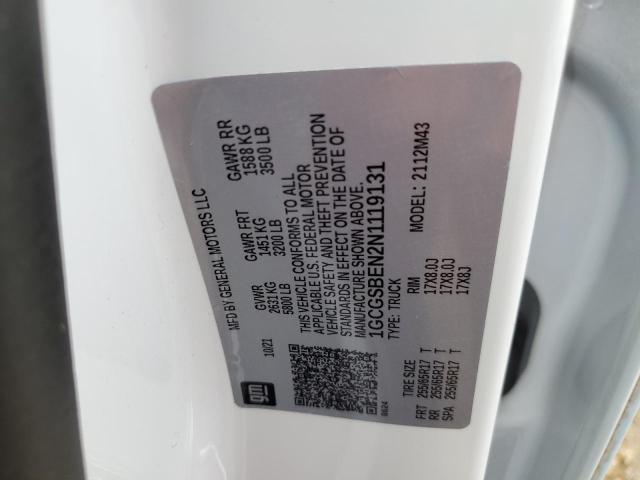 gm
MFD BY GENERAL MOTORS LLC
10/21 GVWR GAWR FRT GAWR RR
2631 KG 1451 KG 1588 KG
5800 LB 3200 LB 3500 LB
THIS VEHICLE CONFORMS TO ALL
APPLICABLE U.S. FEDERAL MOTOR
VEHICLE SAFETY AND THEFT PREVENTION
STANDARDS IN EFFECT ON THE DATE OF
MANUFACTURE SHOWN ABOVE.
1GCGSBEN2N1119131
TYPE: TRUCK MODEL: 2112M43
TIRE SIZE RIM
FRT 255/65R17 T 17X8.0J
RR 255/65R17 T 17X8.0J
SPA 255/65R17 T 17X8J